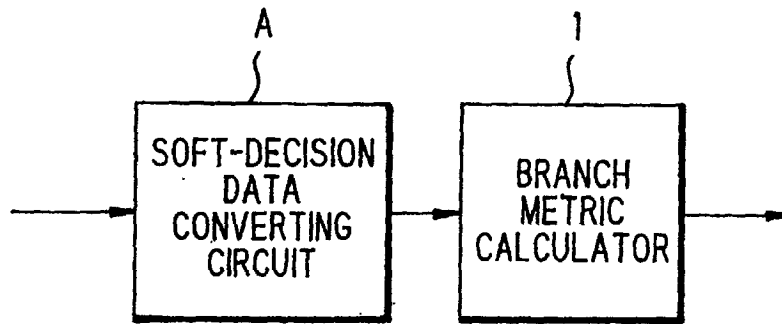 A
1
SOFT-DECISION
DATA
CONVERTING
CIRCUIT
BRANCH
METRIC
CALCULATOR